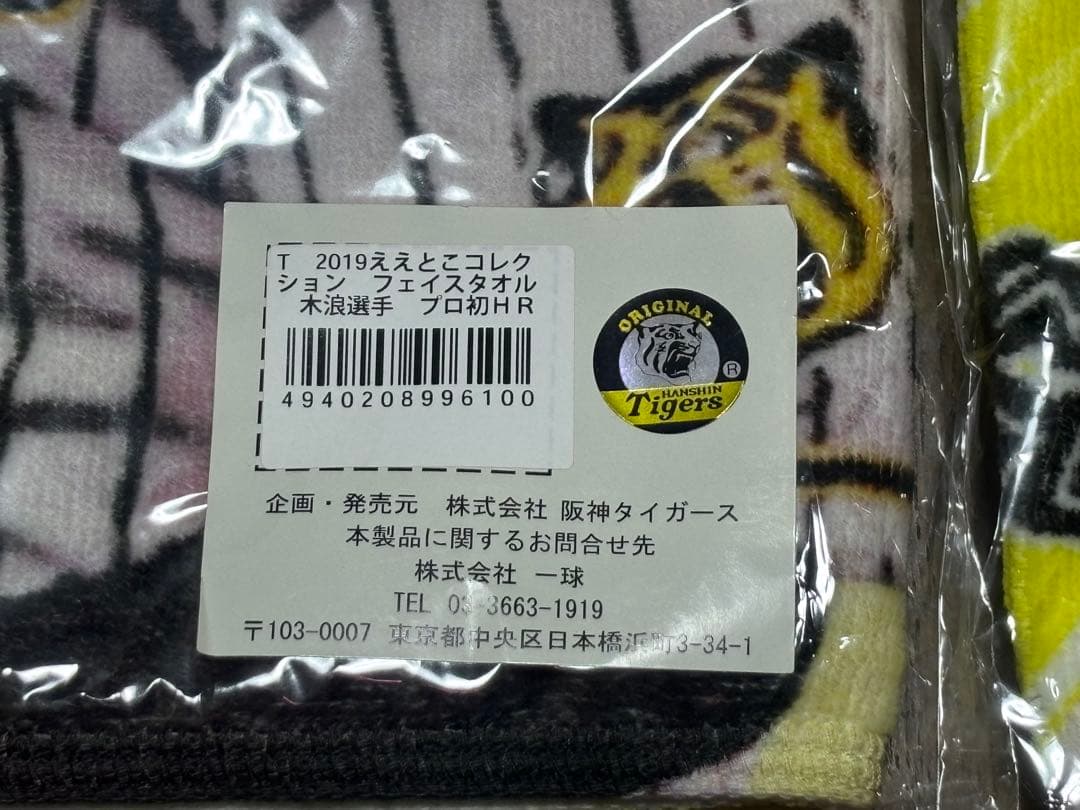 T 2019ええとこコレク
ション フェイスタオル
木浪選手 プロ初HR
4940208996100
ORIGINAL
R
HANSHIN
Tigers
企画・発売元 株式会社 阪神タイガース
本製品に関するお問合せ先
株式会社 一球
TEL 03-3663-1919
〒103-0007 東京都中央区日本橋浜町3-34-1